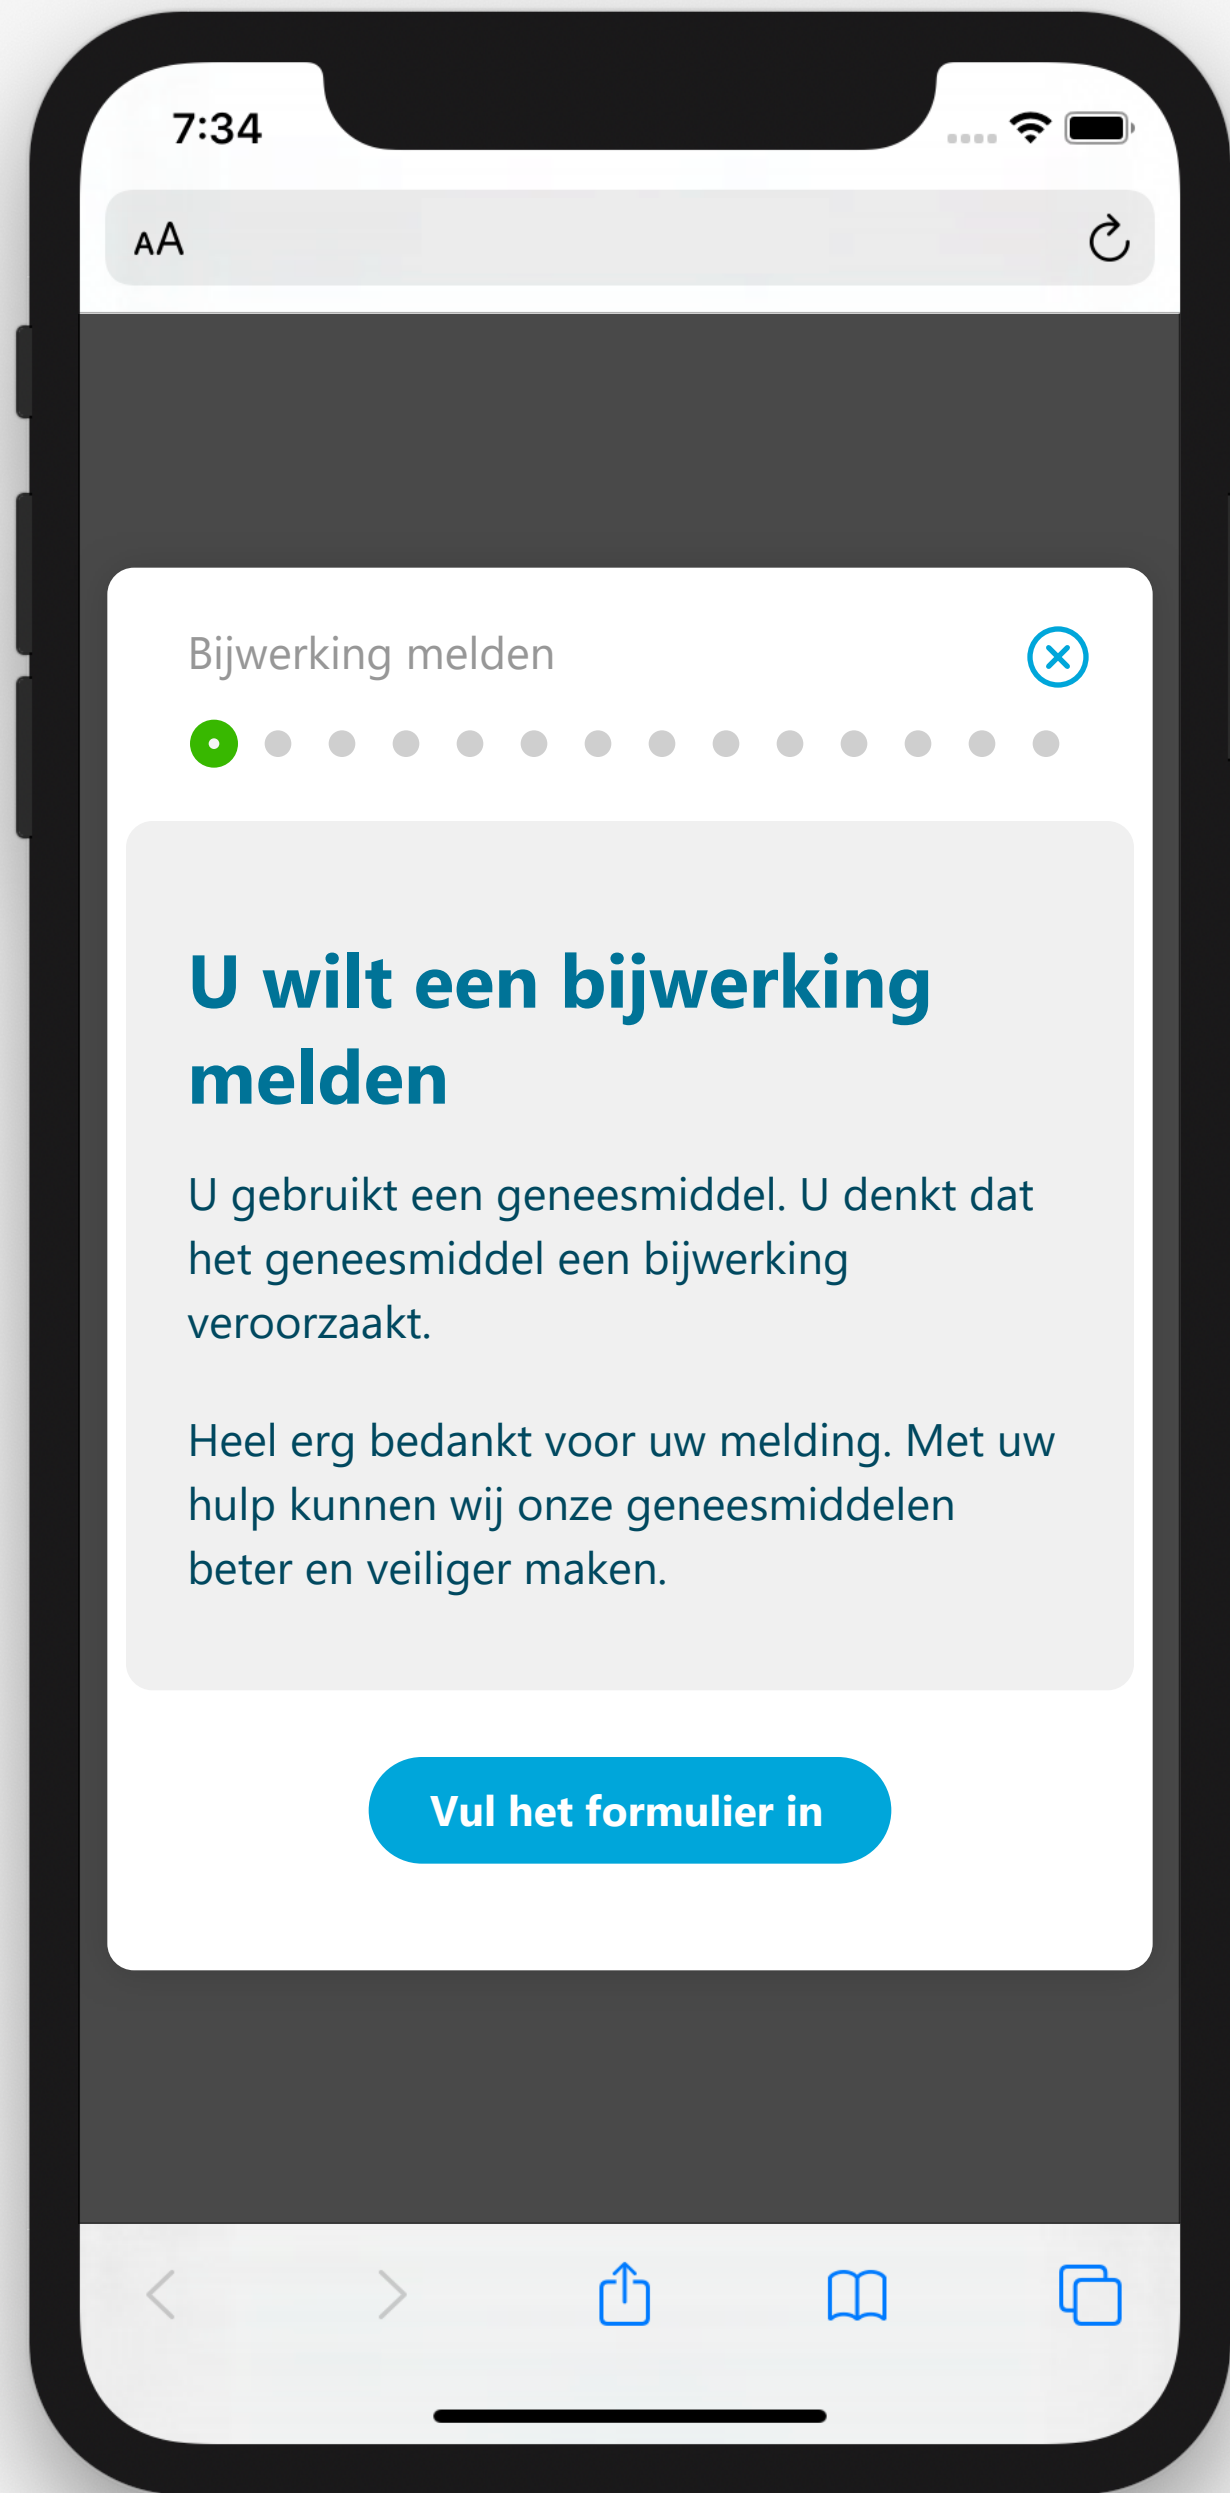 7:34
AA
Bijwerking melden
U wilt een bijwerking
melden
U gebruikt een geneesmiddel. U denkt dat
het geneesmiddel een bijwerking
veroorzaakt.
Heel erg bedankt voor uw melding. Met uw
hulp kunnen wij onze geneesmiddelen
beter en veiliger maken.
Vul het formulier in